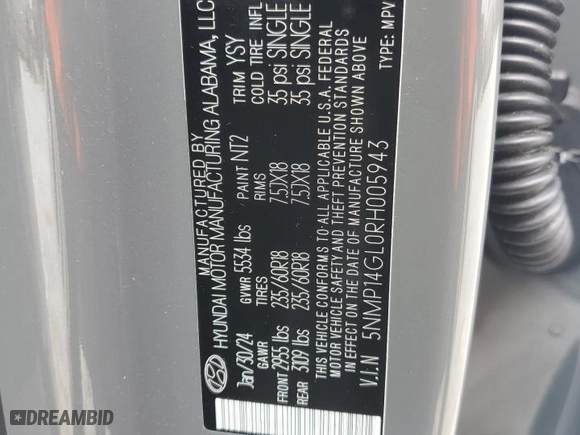 MANUFACTURED BY
HYUNDAI MOTOR MANUFACTURING ALABAMA, LLC
Jan/30/24 GVWR 5534 lbs PAINT NT2 TRIM YSY
GAWR TIRES RIMS COLD TIRE INFL
FRONT 2955 lbs 235/60R18 7.5JX18 35 psi SINGLE
REAR 3109 lbs 235/60R18 7.5JX18 35 psi SINGLE
THIS VEHICLE CONFORMS TO ALL APPLICABLE U.S.A. FEDERAL
MOTOR VEHICLE SAFETY AND THEFT PREVENTION STANDARDS
IN EFFECT ON THE DATE OF MANUFACTURE SHOWN ABOVE
V.I.N 5NMP14GL0RH005943 TYPE: MPV
DREAMBID